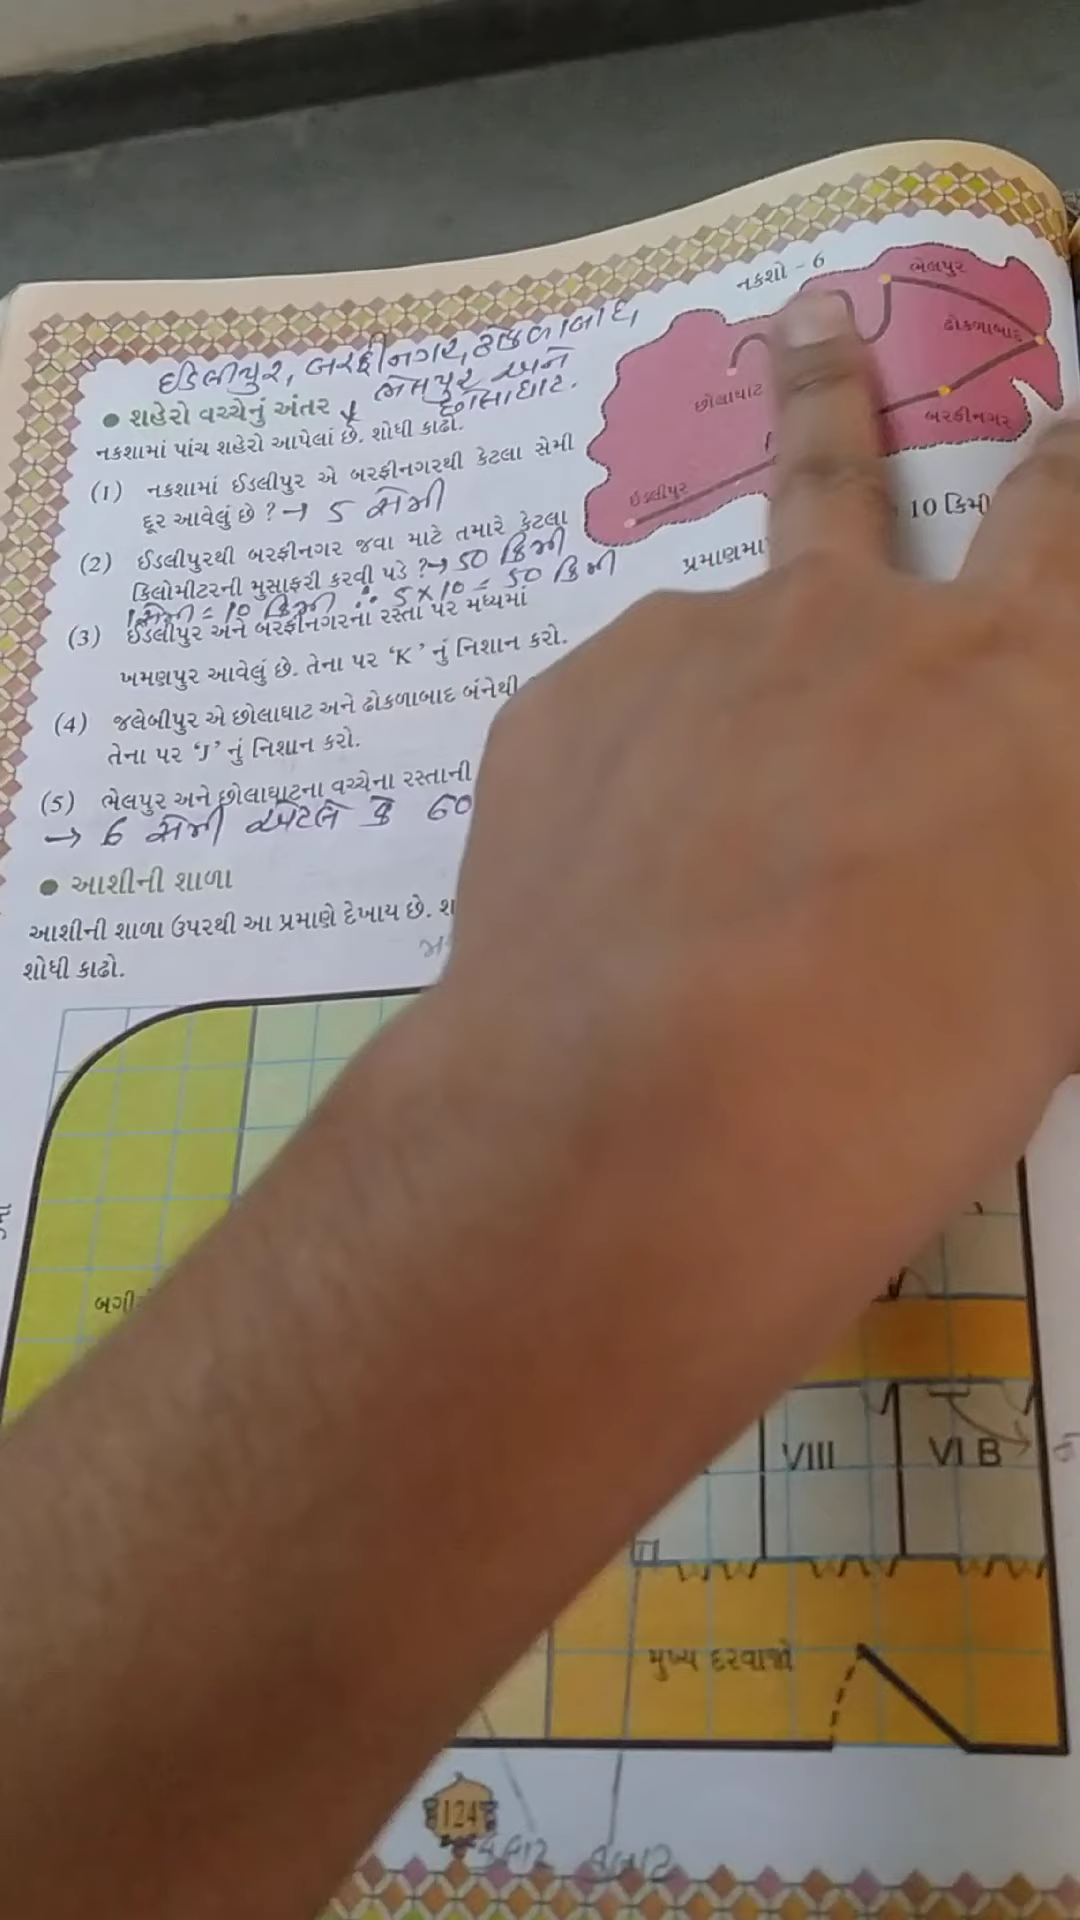 ઈડલીપુર, બરફીનગર, ઢોકળાબાદ,
ભેલપુર અને
છોલાઘાટ.
• શહેરો વચ્ચેનું અંતર
નકશામાં પાંચ શહેરો આપેલાં છે. શોધી કાઢો.
(1) નકશામાં ઈડલીપુર એ બરફીનગરથી કેટલા સેમી
દૂર આવેલું છે ? → 5 સેમી
(2) ઈડલીપુરથી બરફીનગર જવા માટે તમારે કેટલા
કિલોમીટરની મુસાફરી કરવી પડે ? → 50 કિમી
1 સેમી = 10 કિમી ∴ 5 × 10 = 50 કિમી
(3) ઈડલીપુર અને બરફીનગરના રસ્તા પર મધ્યમાં
ખમણપુર આવેલું છે. તેના પર ‘K’ નું નિશાન કરો.
(4) જલેબીપુર એ છોલાઘાટ અને ઢોકળાબાદ બંનેથી
તેના પર ‘J’ નું નિશાન કરો.
(5) ભેલપુર અને છોલાઘાટના વચ્ચેના રસ્તાની
→ 6 સેમી એટલે કે 60
નકશો - 6
ભેલપુર
ઢોકળાબાદ
છોલાઘાટ
બરફીનગર
ઈડલીપુર
10 કિમી
પ્રમાણમા
• આશીની શાળા
આશીની શાળા ઉપરથી આ પ્રમાણે દેખાય છે. શ
શોધી કાઢો.
બગી
VIII
VI B
મુખ્ય દરવાજો
124